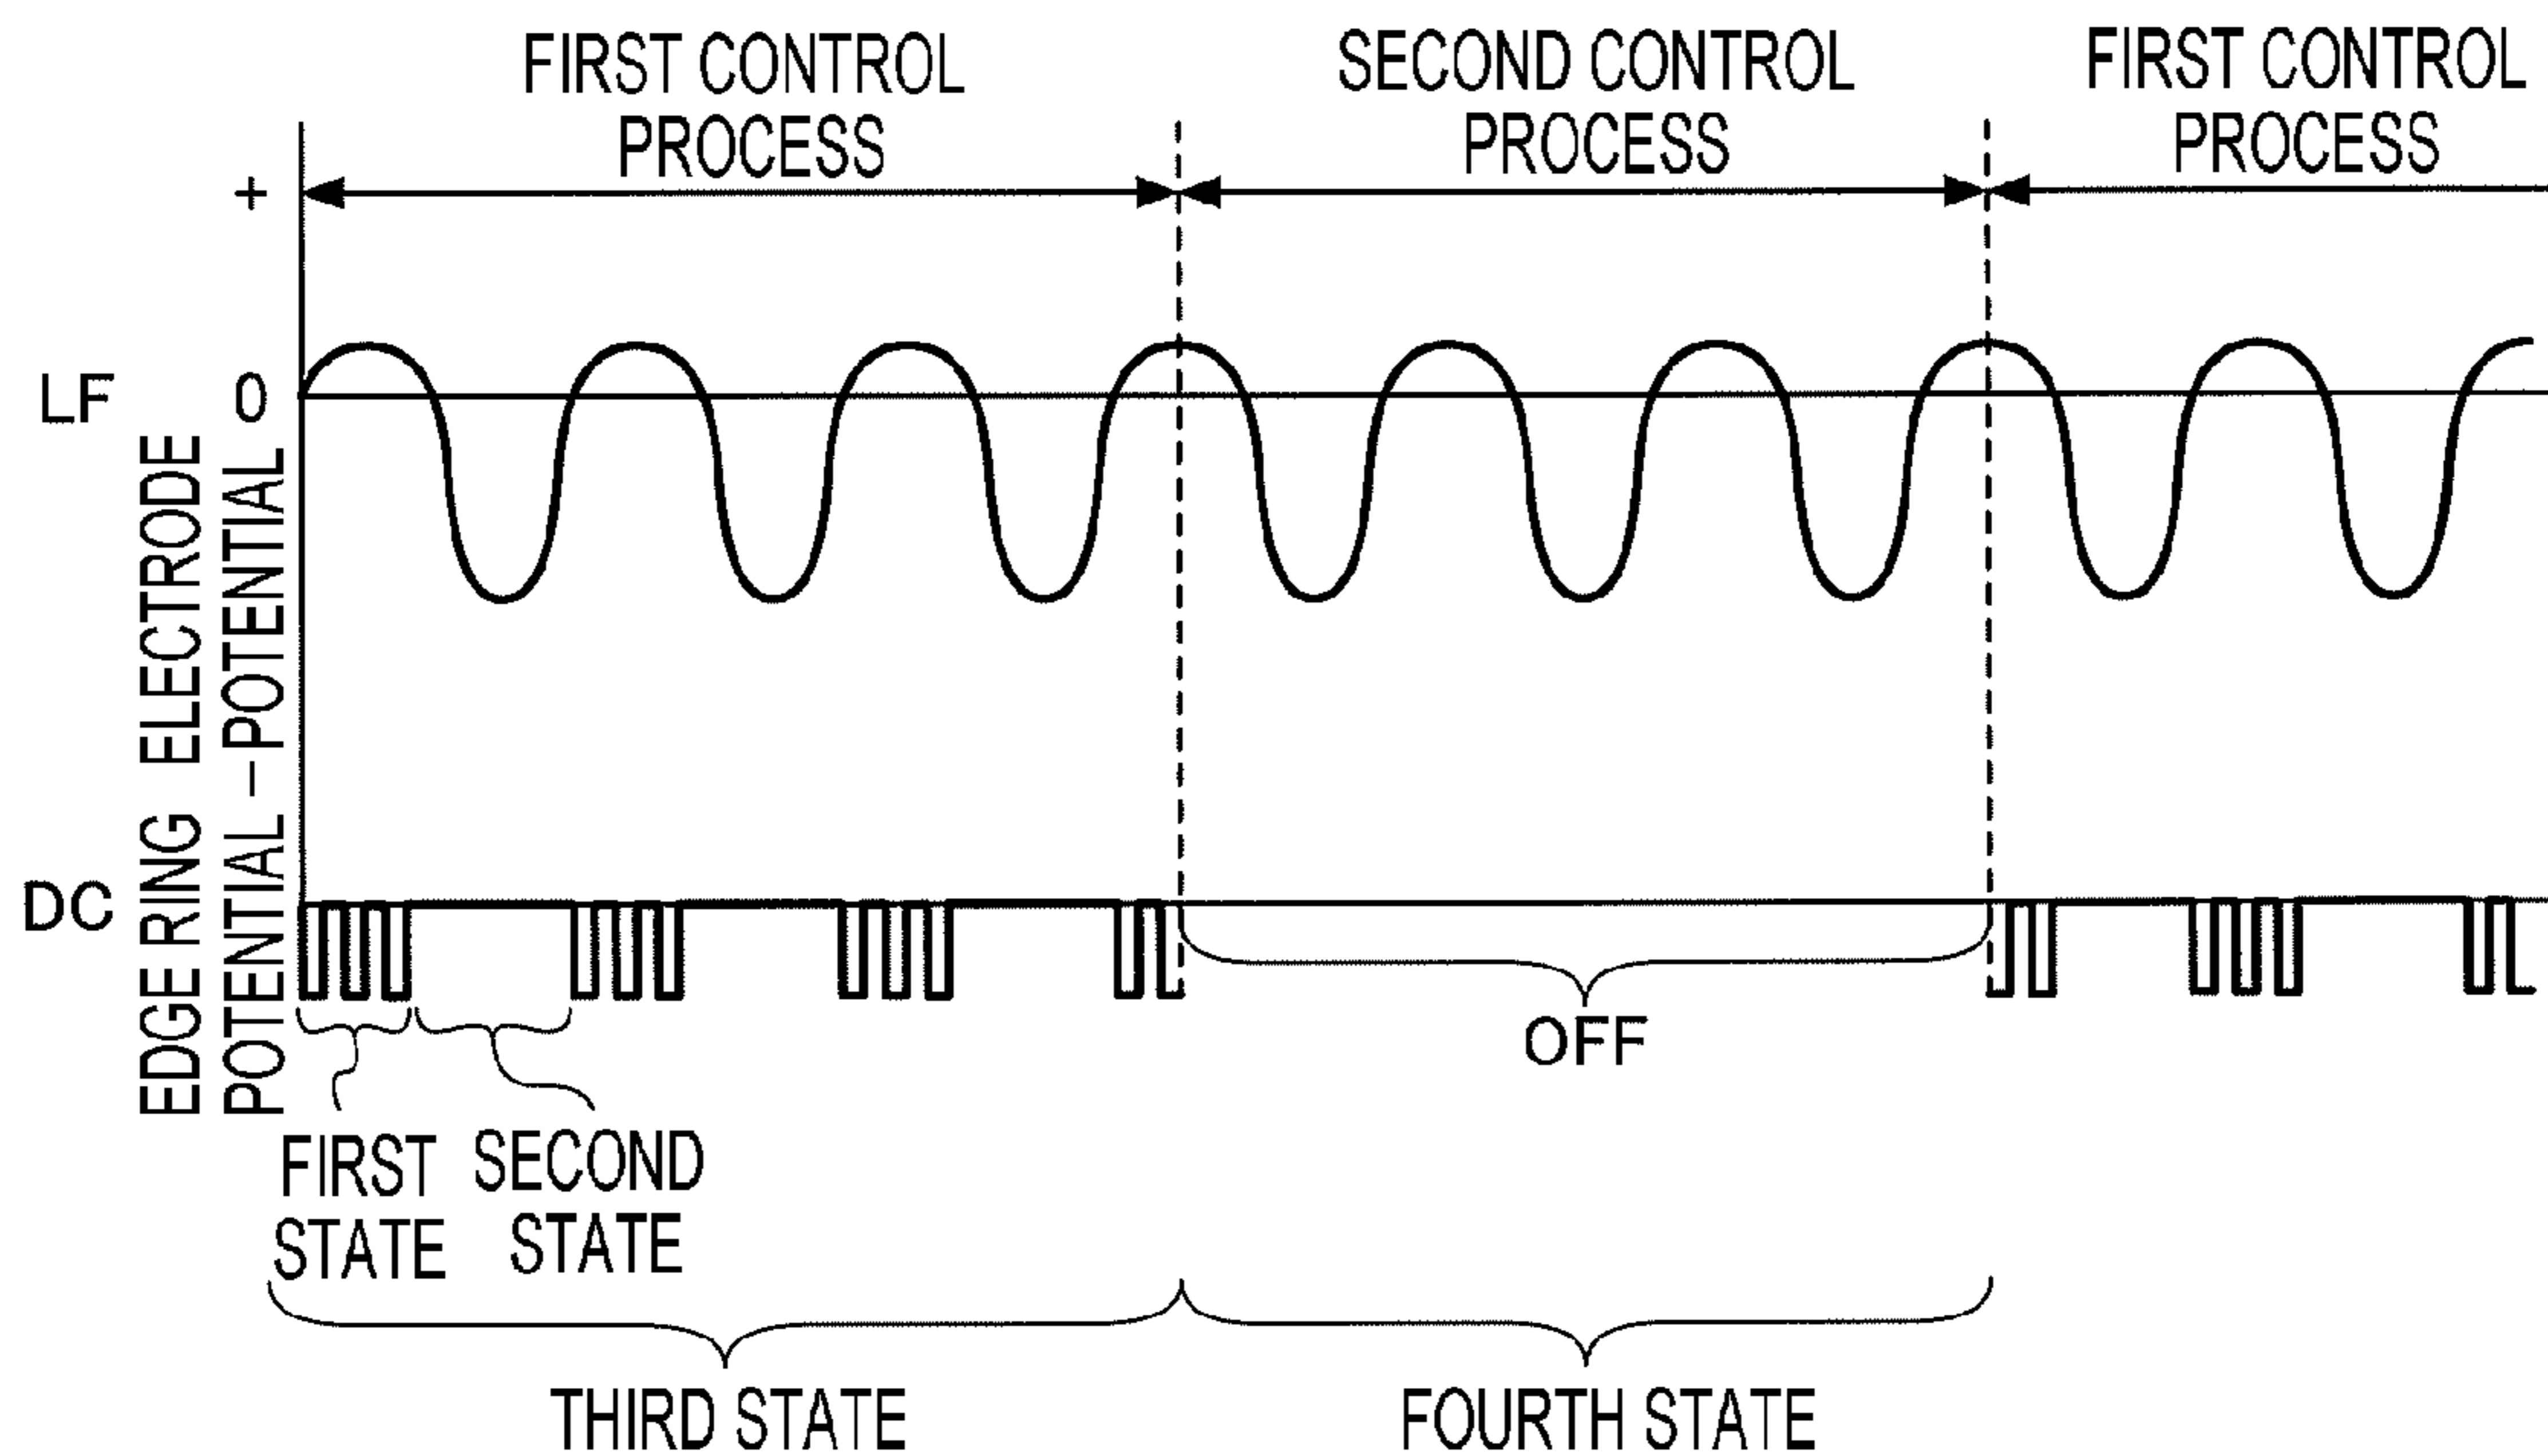 FIRST CONTROL
PROCESS
SECOND CONTROL
PROCESS
FIRST CONTROL
PROCESS
+
LF
0
ELECTRODE
POTENTIAL
−
EDGE RING
POTENTIAL
DC
OFF
FIRST
STATE
SECOND
STATE
THIRD STATE
FOURTH STATE